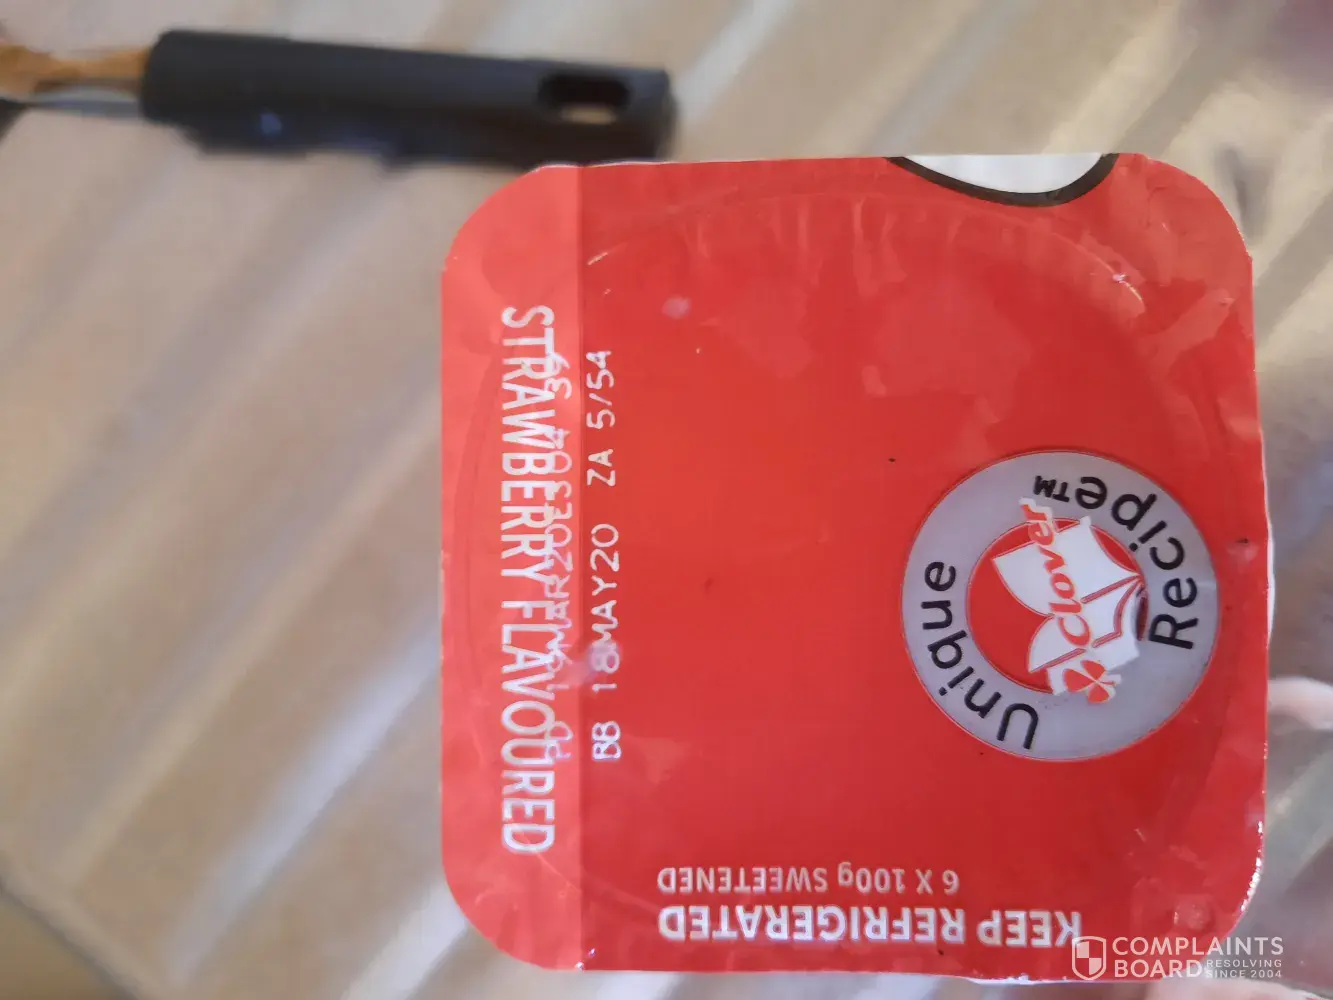 STRAWBERRY FLAVOURED
BB 18MAY20 ZA 5/54
Unique
Recipe™
Clover
6 X 100g SWEETENED
KEEP REFRIGERATED
COMPLAINTS
BOARD RESOLVING
SINCE 2004